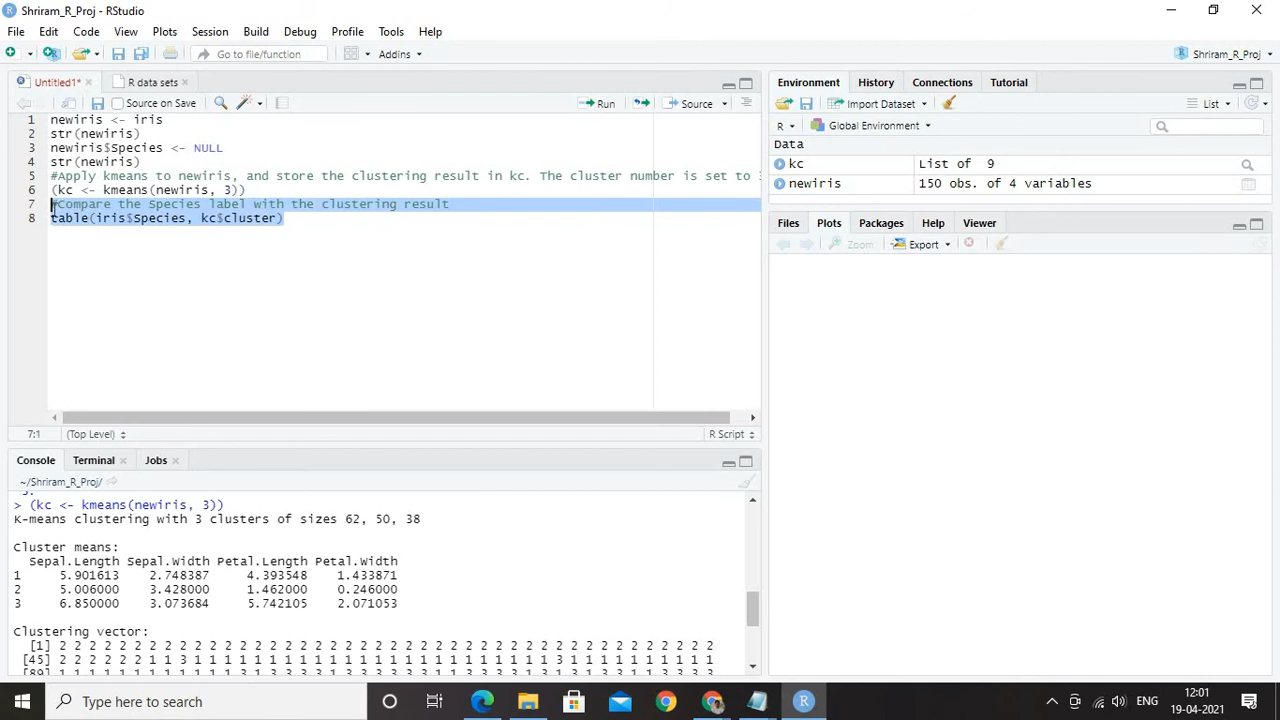 Shriram_R_Proj - RStudio
File Edit Code View Plots Session Build Debug Profile Tools Help
Go to file/function Addins Shriram_R_Proj
Untitled1* R data sets
Source on Save Run Source
1 newiris <- iris
2 str(newiris)
3 newiris$Species <- NULL
4 str(newiris)
5 #Apply kmeans to newiris, and store the clustering result in kc. The cluster number is set to 3
6 (kc <- kmeans(newiris, 3))
7 #Compare the Species label with the clustering result
8 table(iris$Species, kc$cluster)
7:1 (Top Level) R Script
Console Terminal Jobs
~/Shriram_R_Proj/
3.
> (kc <- kmeans(newiris, 3))
K-means clustering with 3 clusters of sizes 62, 50, 38
Cluster means:
Sepal.Length Sepal.Width Petal.Length Petal.Width
1 5.901613 2.748387 4.393548 1.433871
2 5.006000 3.428000 1.462000 0.246000
3 6.850000 3.073684 5.742105 2.071053
Clustering vector:
[1] 2 2 2 2 2 2 2 2 2 2 2 2 2 2 2 2 2 2 2 2 2 2 2 2 2 2 2 2 2 2 2 2 2 2 2 2 2 2 2 2 2 2 2 2
[45] 2 2 2 2 2 2 1 1 3 1 1 1 1 1 1 1 1 1 1 1 1 1 1 1 1 1 1 1 1 1 1 1 1 3 1 1 1 1 1 1 1 1 1 1
[89]
Environment History Connections Tutorial
Import Dataset List
R Global Environment
Data
kc List of 9
newiris 150 obs. of 4 variables
Files Plots Packages Help Viewer
Zoom Export
Type here to search
ENG
12:01
19-04-2021